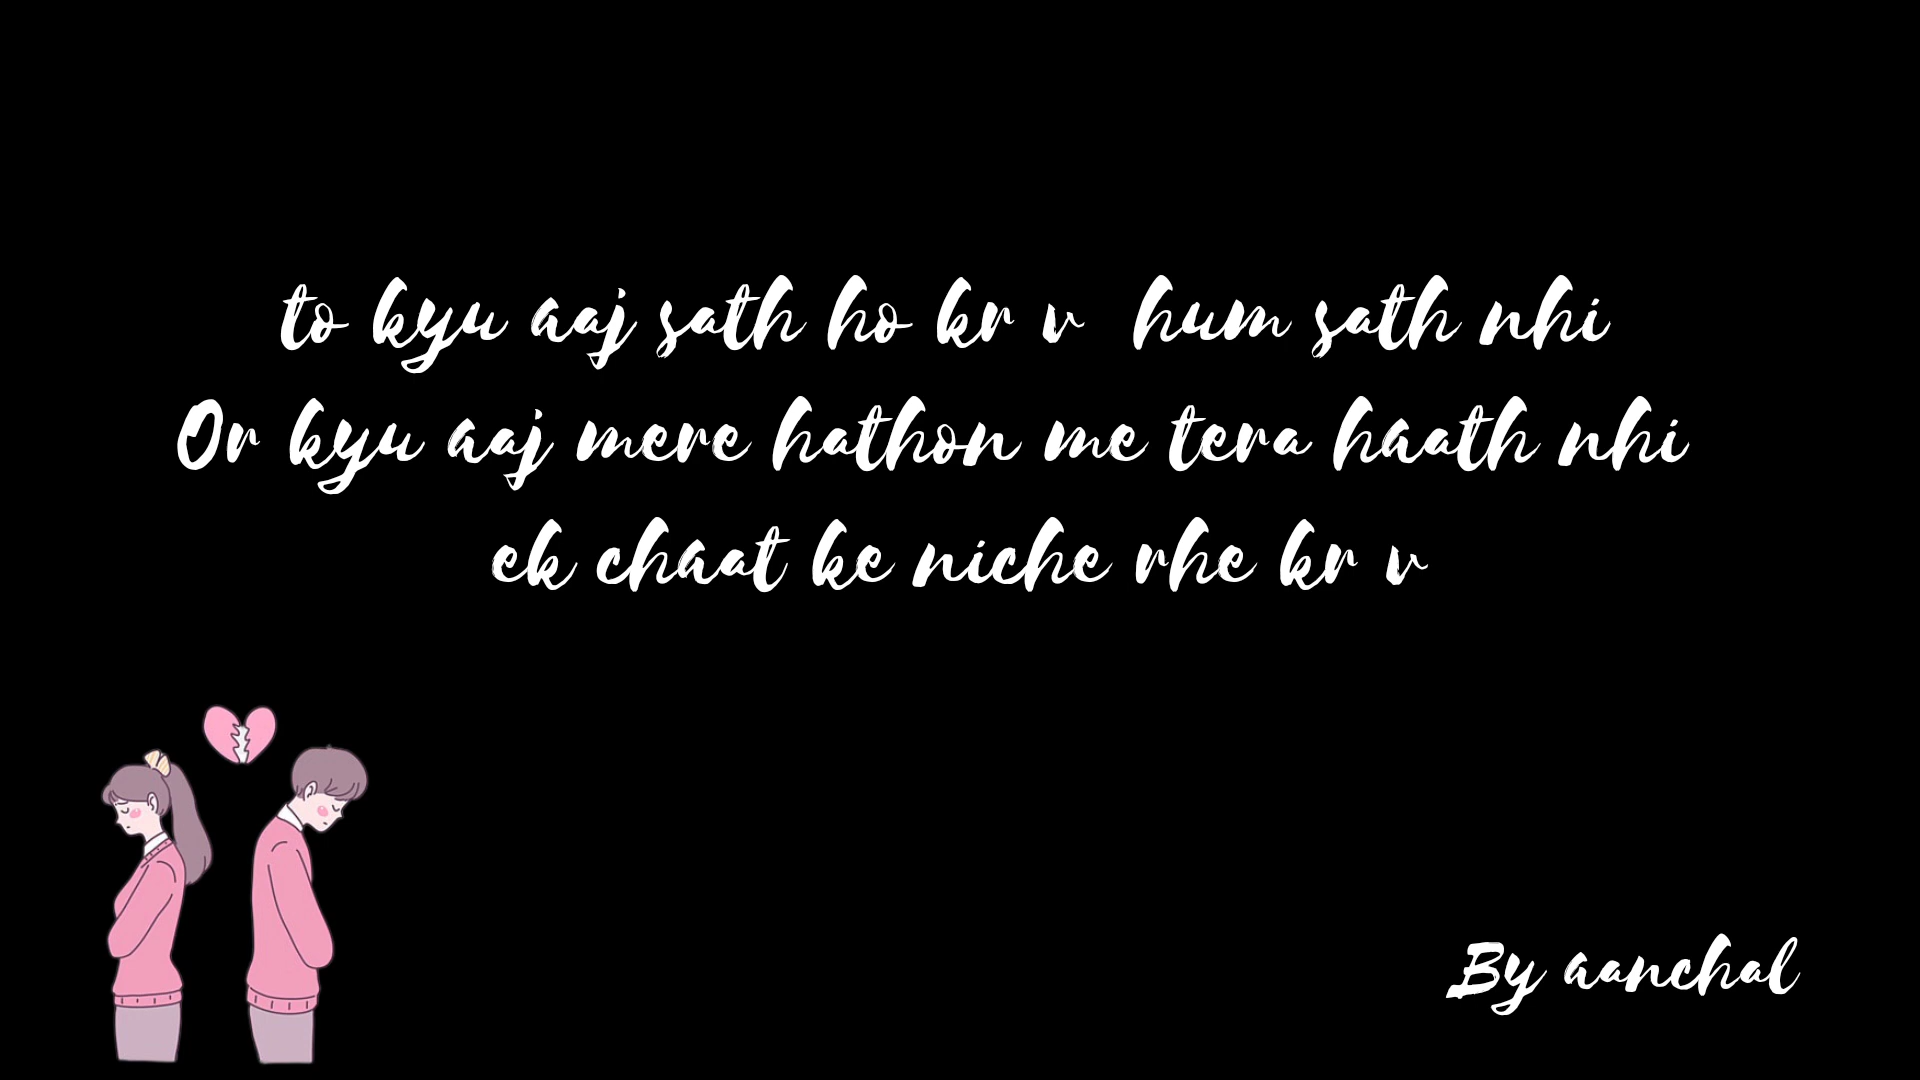 to kyu aaj sath ho kr v hum sath nhi
Or kyu aaj mere hathon me tera haath nhi
ek chaat ke niche rhe kr v
By aanchal